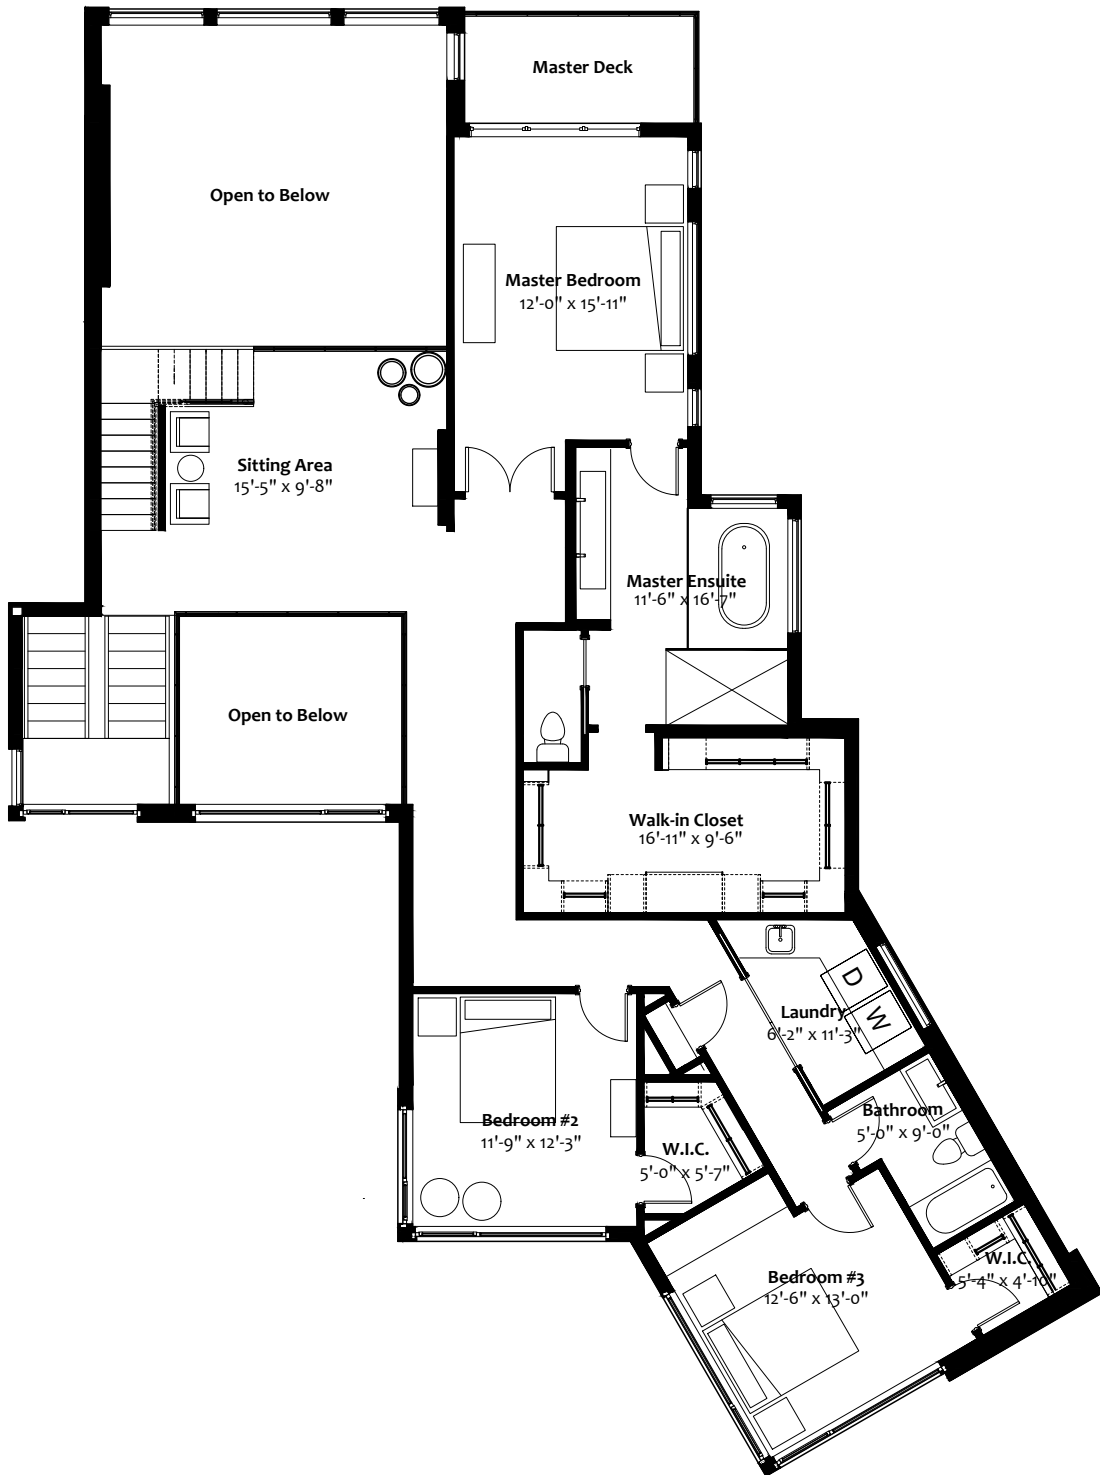 Master Deck
Open to Below
Master Bedroom
12'-0" x 15'-11"
Sitting Area
15'-5" x 9'-8"
Master Ensuite
11'-6" x 16'-7"
Open to Below
Walk-in Closet
16'-11" x 9'-6"
D
W
Laundry
6'-2" x 11'-3"
Bedroom #2
11'-9" x 12'-3"
Bathroom
5'-0" x 9'-0"
W.I.C.
5'-0" x 5'-7"
W.I.C.
5'-4" x 4'-10"
Bedroom #3
12'-6" x 13'-0"